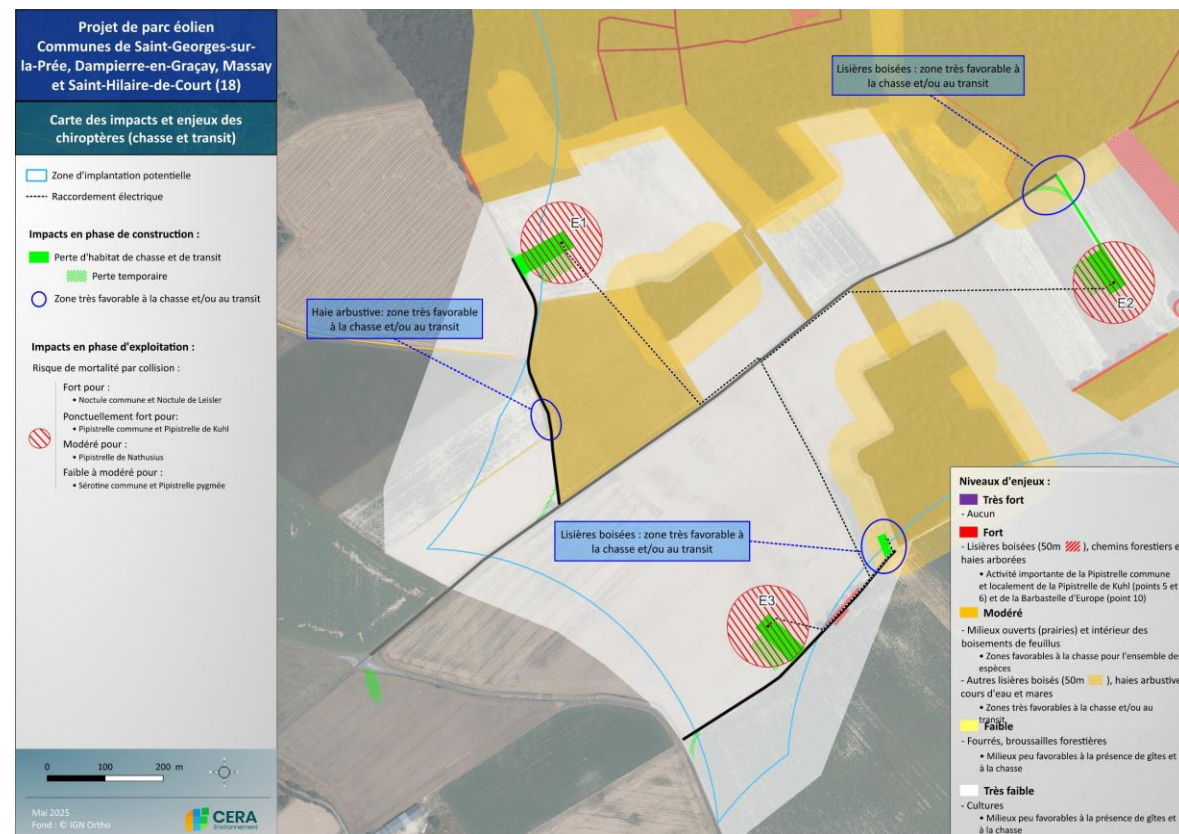 Projet de parc éolien
Communes de Saint-Georges-sur-
la-Prée, Dampierre-en-Graçay, Massay
et Saint-Hilaire-de-Court (18)
Carte des impacts et enjeux des
chiroptères (chasse et transit)
Zone d'implantation potentielle
Raccordement électrique
Impacts en phase de construction :
Perte d'habitat de chasse et de transit
Perte temporaire
Zone très favorable à la chasse et/ou au transit
Impacts en phase d'exploitation :
Risque de mortalité par collision :
Fort pour :
• Noctule commune et Noctule de Leisler
Ponctuellement fort pour:
• Pipistrelle commune et Pipistrelle de Kuhl
Modéré pour :
• Pipistrelle de Nathusius
Faible à modéré pour :
• Sérotine commune et Pipistrelle pygmée
0 100 200 m
Mai 2025
Fond : © IGN Ortho
CERA
Environnement
Lisières boisées : zone très favorable à
la chasse et/ou au transit
E1
E2
Haie arbustive: zone très favorable
à la chasse et/ou au transit
Lisières boisées : zone très favorable à
la chasse et/ou au transit
E3
Niveaux d'enjeux :
Très fort
- Aucun
Fort
- Lisières boisées (50m ), chemins forestiers e
haies arborées
• Activité importante de la Pipistrelle commune
et localement de la Pipistrelle de Kuhl (points 5 et
6) et de la Barbastelle d'Europe (point 10)
Modéré
- Milieux ouverts (prairies) et intérieur des
boisements de feuillus
• Zones favorables à la chasse pour l'ensemble des
espèces
- Autres lisières boisés (50m ), haies arbustive
cours d'eau et mares
• Zones très favorables à la chasse et/ou au
transit
Faible
- Fourrés, broussailles forestières
• Milieux peu favorables à la présence de gîtes et
à la chasse
Très faible
- Cultures
• Milieux peu favorables à la présence de gîtes et
à la chasse